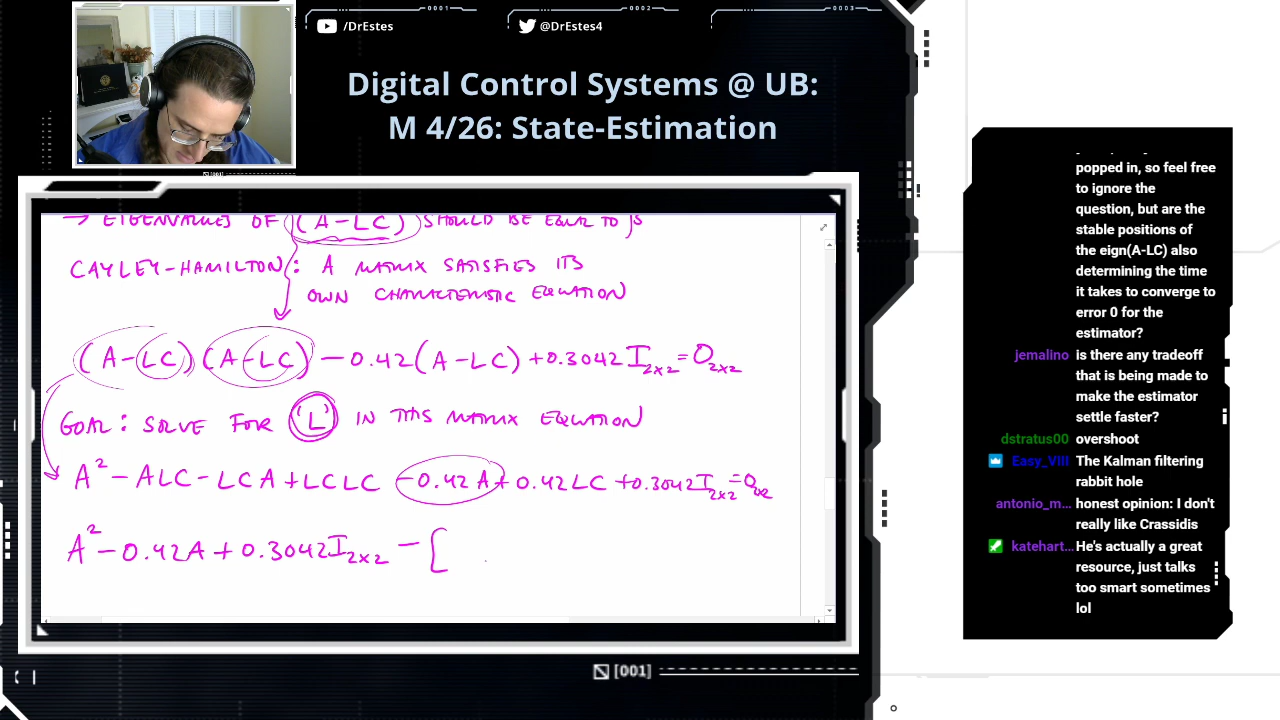 0001
0002
0003
/DrEstes
@DrEstes4
Digital Control Systems @ UB:
M 4/26: State-Estimation
[001]
→ EIGENVALUES OF (A-LC) SHOULD BE EQUAL TO
CAYLEY-HAMILTON: A MATRIX SATISFIES ITS
OWN CHARACTERISTIC EQUATION
(A-LC)(A-LC) -0.42(A-LC) +0.3042 I₂ₓ₂ = O₂ₓ₂
GOAL: SOLVE FOR 'L' IN THIS MATRIX EQUATION
A² - ALC - LCA + LCLC - 0.42A + 0.42LC + 0.3042 I₂ₓ₂ = O₂ₓ₂
A² - 0.42A + 0.3042 I₂ₓ₂ - [
[001]
popped in, so feel free
to ignore the
question, but are the
stable positions of
the eign(A-LC) also
determining the time
it takes to converge to
error 0 for the
estimator?
jemalino is there any tradeoff
that is being made to
make the estimator
settle faster?
dstratus00 overshoot
Easy_VIII The Kalman filtering
rabbit hole
antonio_m... honest opinion: I don't
really like Crassidis
katehart... He's actually a great
resource, just talks
too smart sometimes
lol